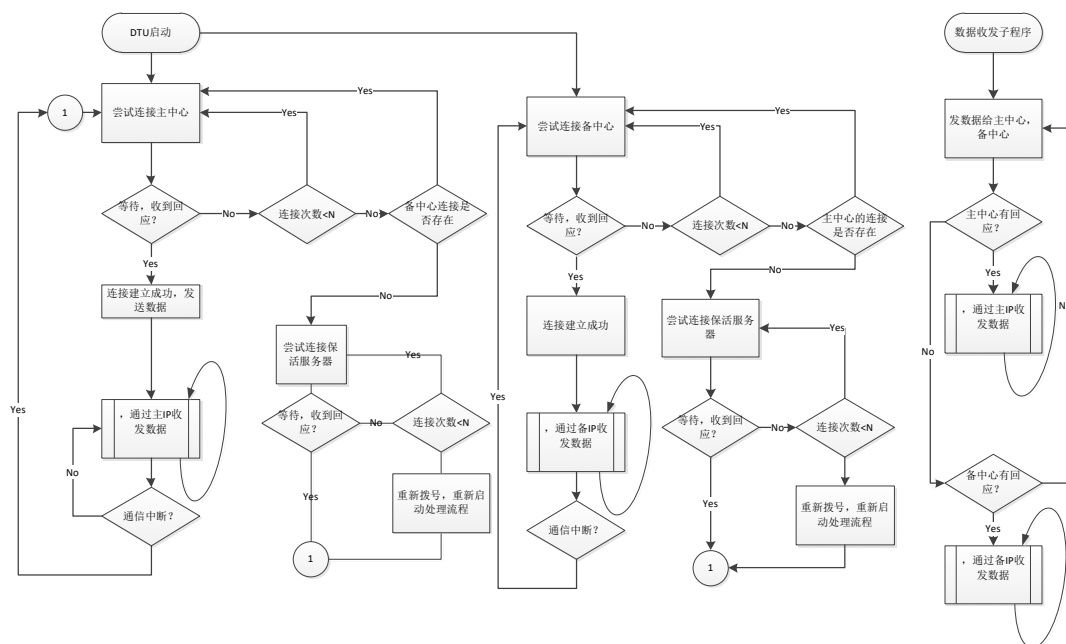 DTU启动
尝试连接主中心
1
等待，收到回
应？
Yes
No
连接次数<N
Yes
No
备中心连接是
否存在
Yes
No
连接建立成功，发
送数据
，通过主IP收
发数据
No
通信中断？
Yes
尝试连接保
活服务器
Yes
等待，收到回
应？
No
连接次数<N
Yes
重新拨号，重新启
动处理流程
1
尝试连接备中心
等待，收到回
应？
Yes
No
连接次数<N
Yes
No
主中心的连接
是否存在
Yes
No
连接建立成功
，通过备IP收
发数据
通信中断？
Yes
尝试连接保活服务
器
Yes
等待，收到回
应？
No
连接次数<N
Yes
No
重新拨号，重新启
动处理流程
1
数据收发子程序
发数据给主中心，
备中心
主中心有回
应？
Yes
No
，通过主IP收
发数据
备中心有回
应？
Yes
，通过备IP收
发数据